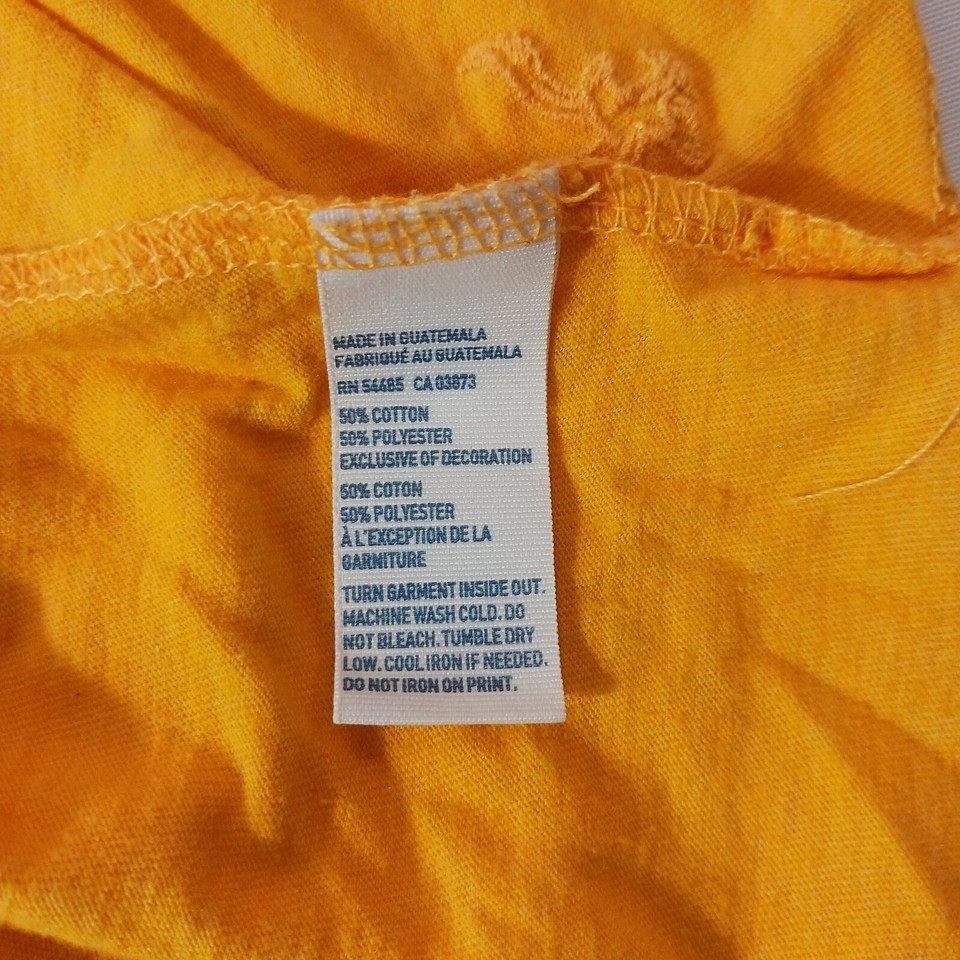 MADE IN GUATEMALA
FABRIQUÉ AU GUATEMALA
RN 54485 CA 03873
50% COTTON
50% POLYESTER
EXCLUSIVE OF DECORATION
50% COTON
50% POLYESTER
À L'EXCEPTION DE LA
GARNITURE
TURN GARMENT INSIDE OUT.
MACHINE WASH COLD. DO
NOT BLEACH. TUMBLE DRY
LOW. COOL IRON IF NEEDED.
DO NOT IRON ON PRINT.